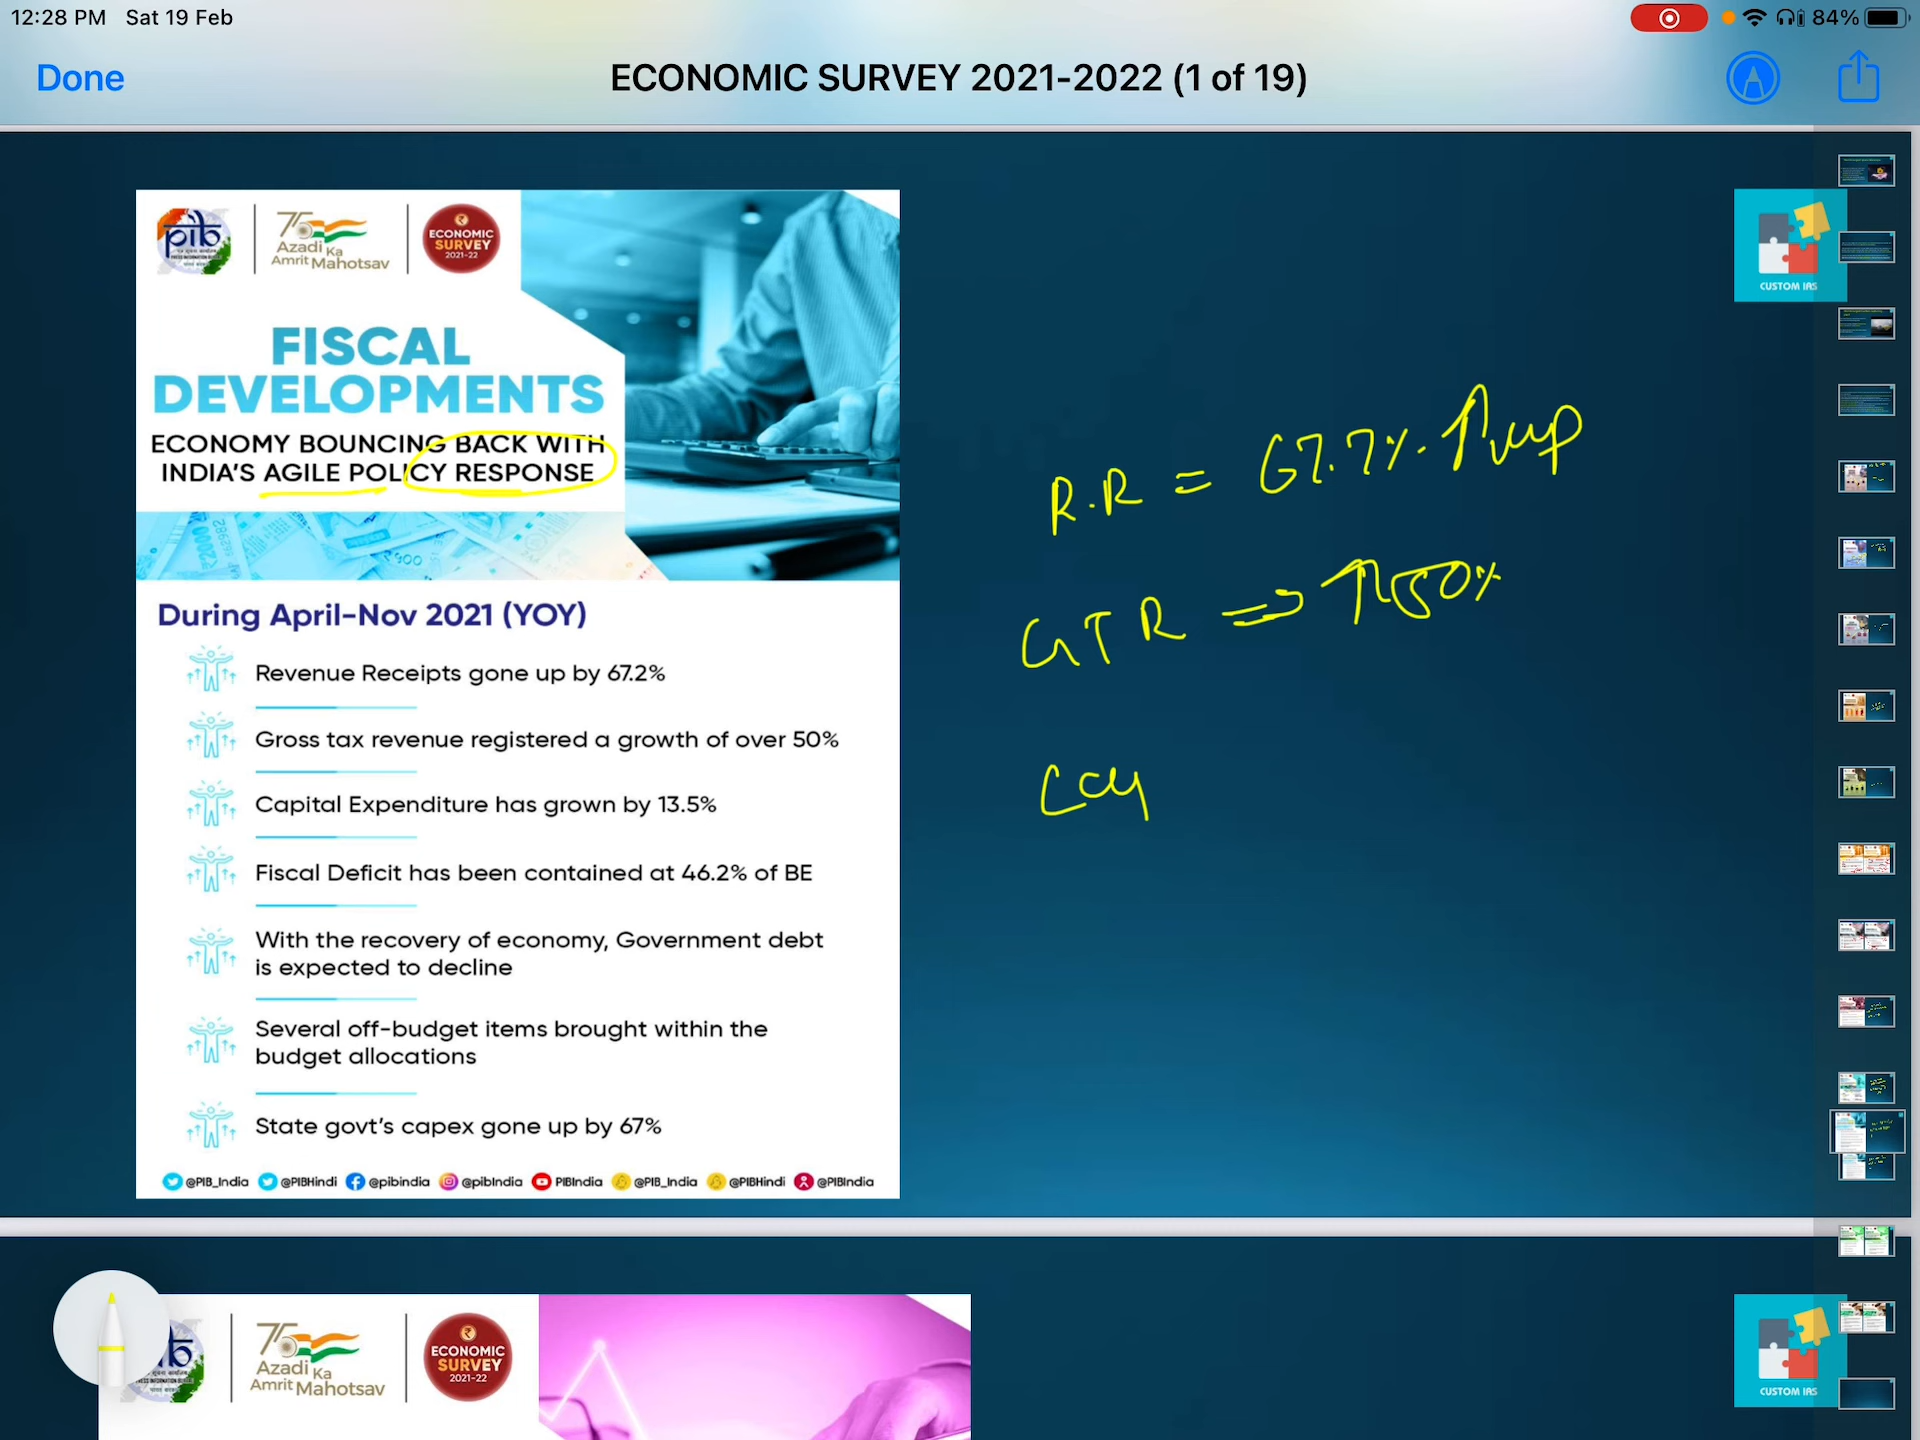 12:28 PM Sat 19 Feb
84%
Done
ECONOMIC SURVEY 2021-2022 (1 of 19)
pib
75
Azadi Ka
Amrit Mahotsav
ECONOMIC
SURVEY
2021-22
CUSTOM IAS
FISCAL
DEVELOPMENTS
ECONOMY BOUNCING BACK WITH
INDIA'S AGILE POLICY RESPONSE
During April-Nov 2021 (YOY)
Revenue Receipts gone up by 67.2%
Gross tax revenue registered a growth of over 50%
Capital Expenditure has grown by 13.5%
Fiscal Deficit has been contained at 46.2% of BE
With the recovery of economy, Government debt
is expected to decline
Several off-budget items brought within the
budget allocations
State govt's capex gone up by 67%
@PIB_India @PIBHindi @pibindia @pibIndia PIBIndia @PIB_India @PIBHindi @PIBIndia
R.R = 67.7%. ↑ up
GTR ⇒ ↑ 50%
75
Azadi Ka
Amrit Mahotsav
ECONOMIC
SURVEY
2021-22
CUSTOM IAS